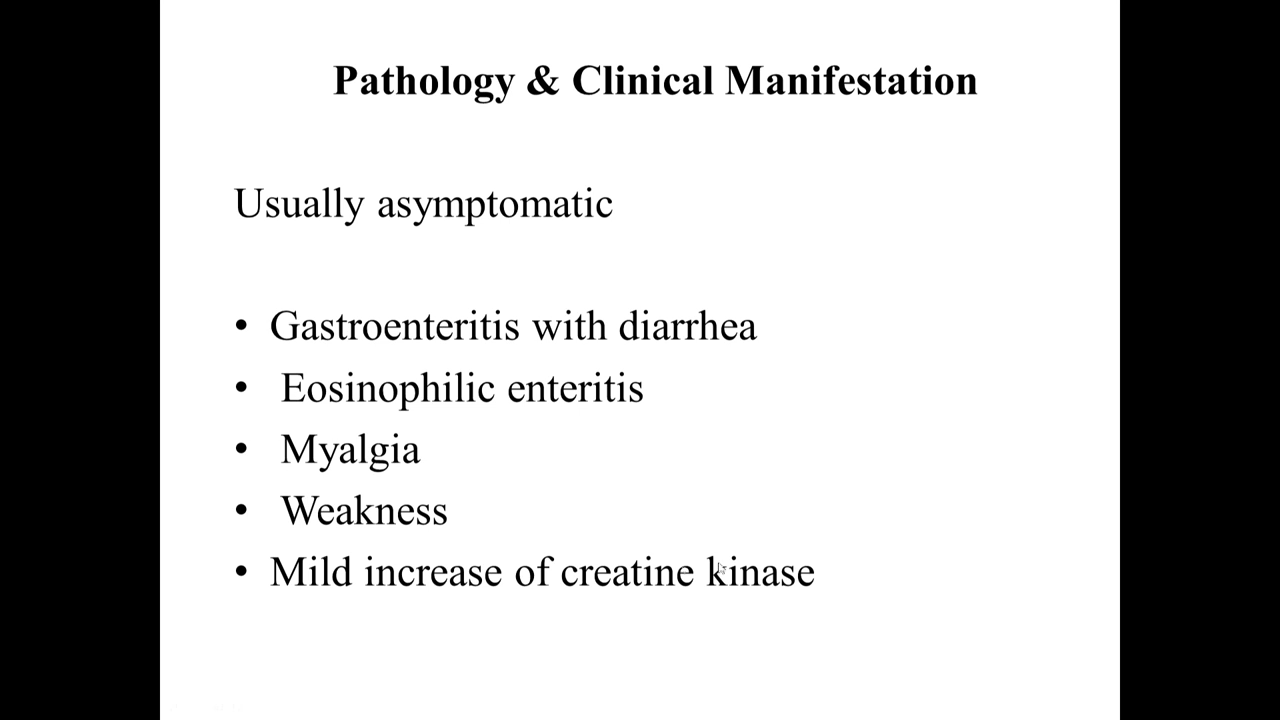 Pathology & Clinical Manifestation
Usually asymptomatic
• Gastroenteritis with diarrhea
• Eosinophilic enteritis
• Myalgia
• Weakness
• Mild increase of creatine kinase